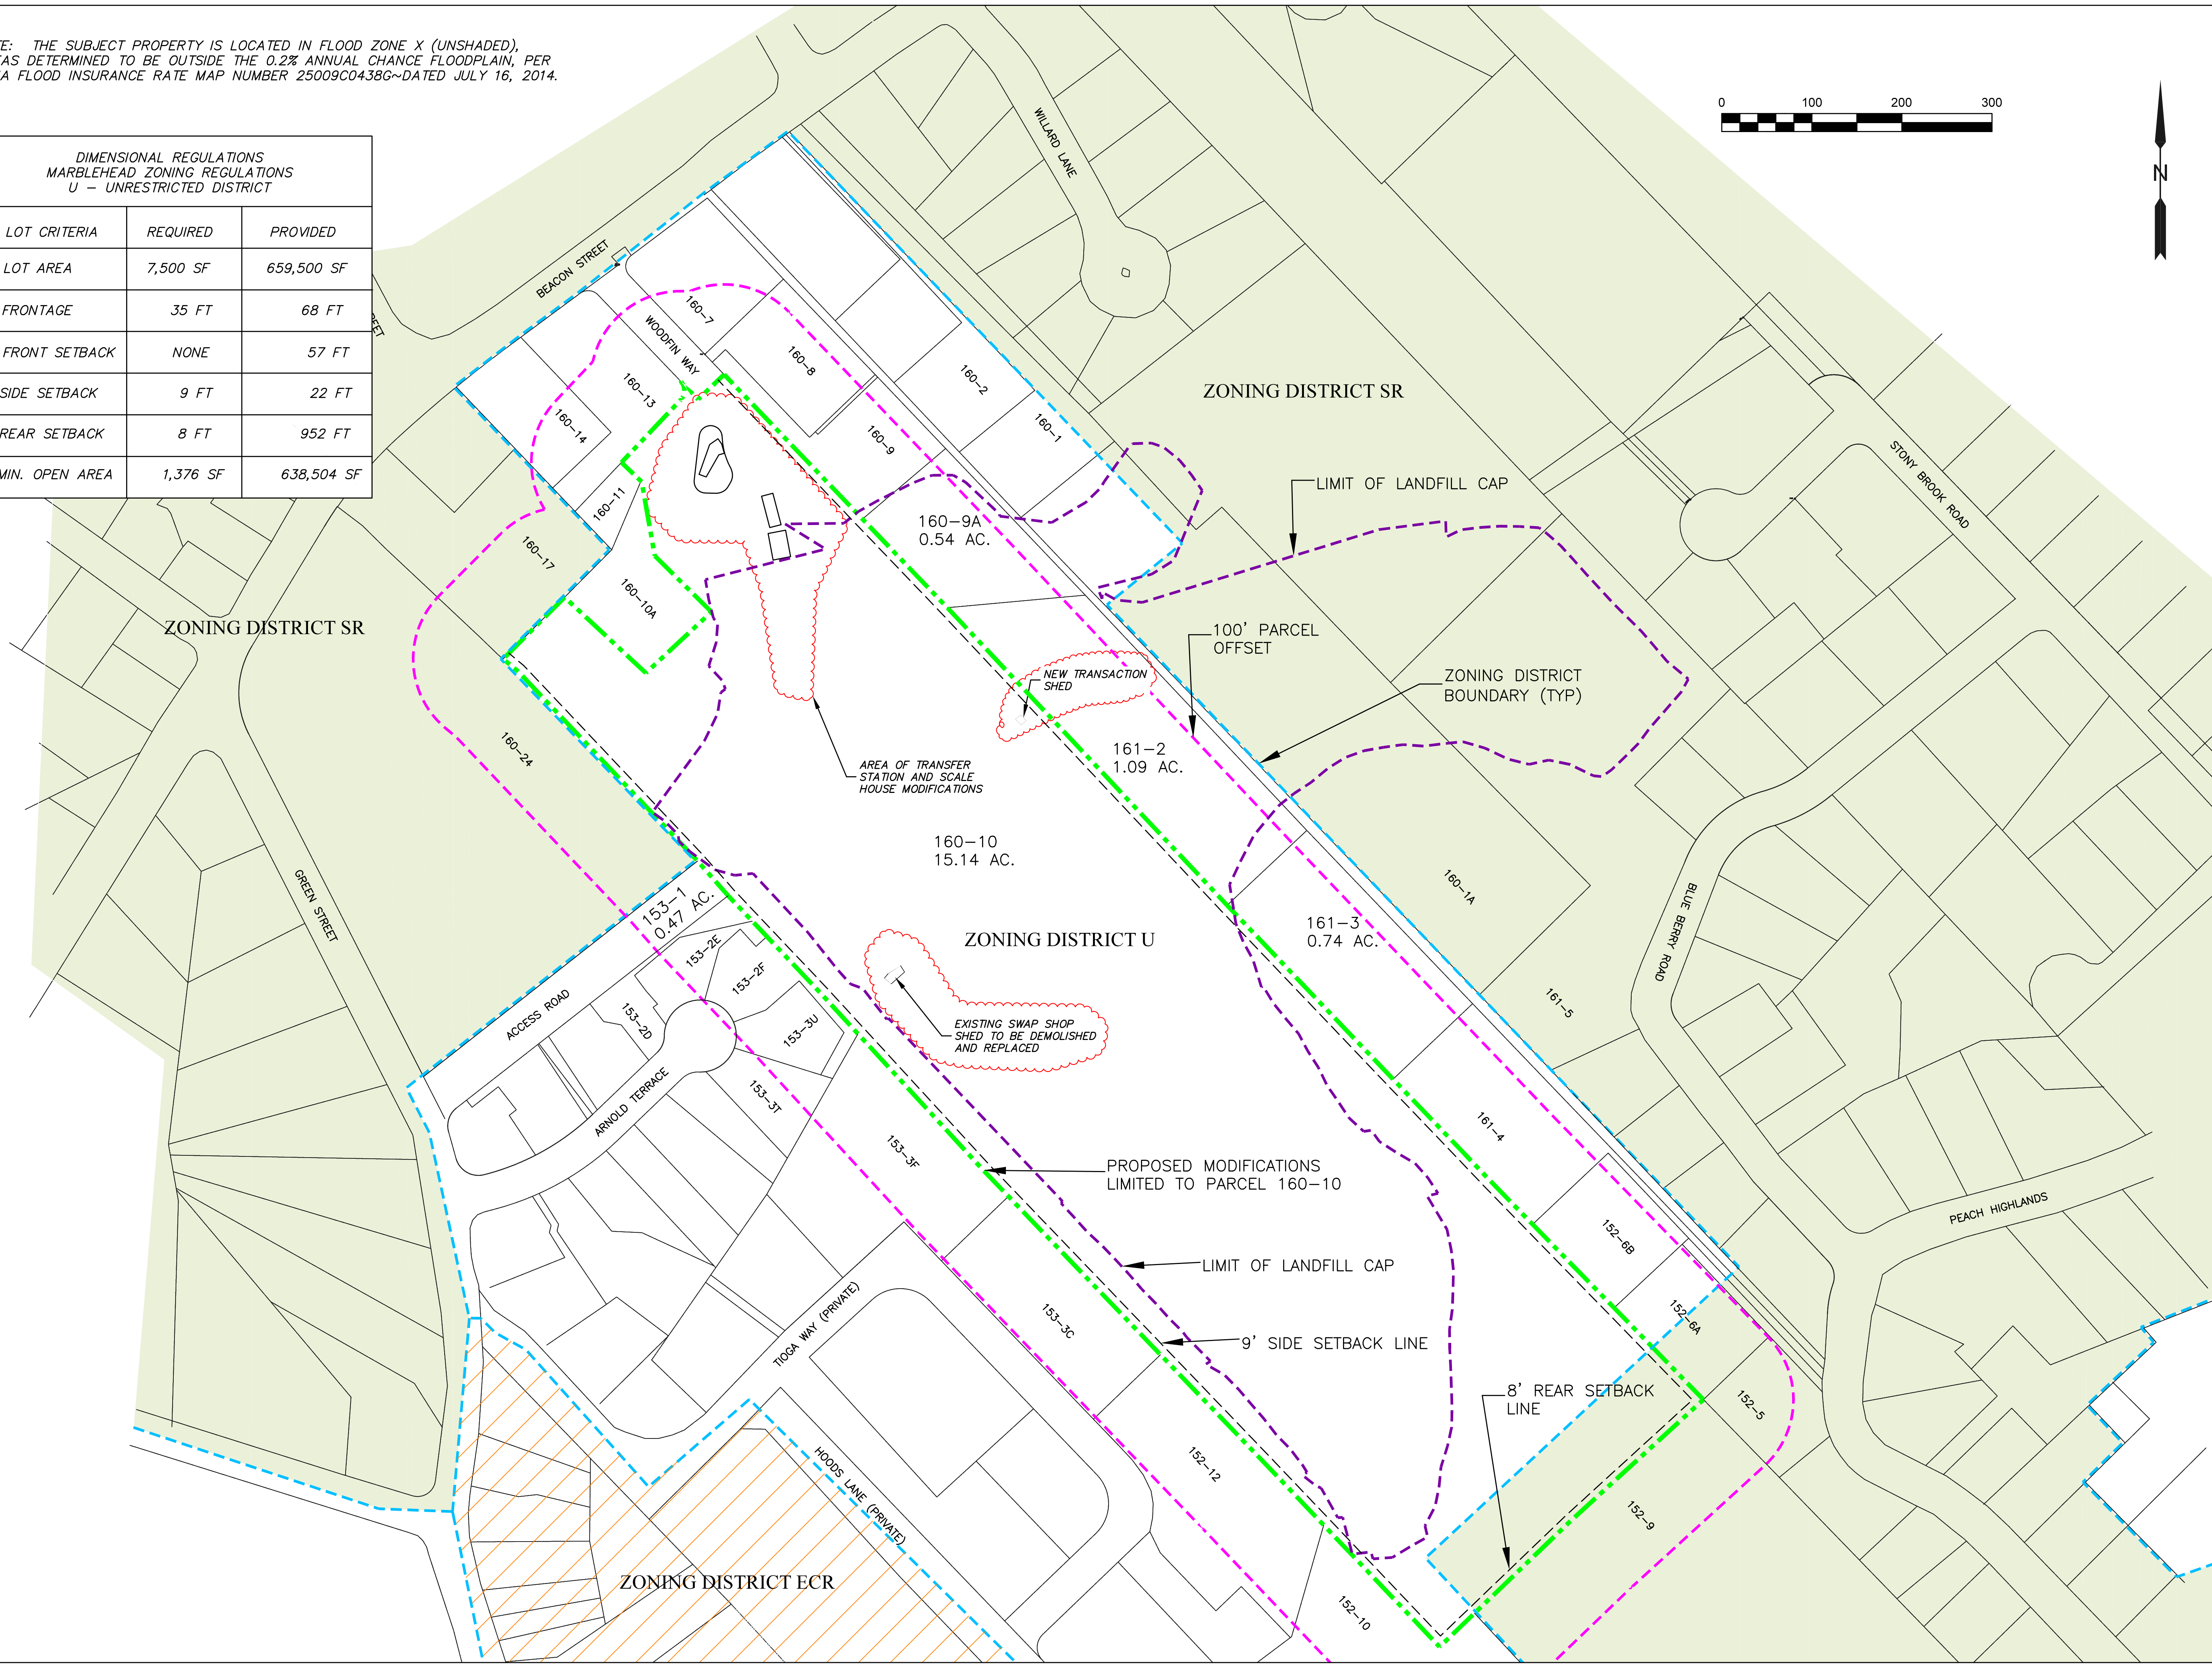 TE: THE SUBJECT PROPERTY IS LOCATED IN FLOOD ZONE X (UNSHADED),
EAS DETERMINED TO BE OUTSIDE THE 0.2% ANNUAL CHANCE FLOODPLAIN, PER
A FLOOD INSURANCE RATE MAP NUMBER 25009C0438G~DATED JULY 16, 2014.
DIMENSIONAL REGULATIONS
MARBLEHEAD ZONING REGULATIONS
U – UNRESTRICTED DISTRICT
LOT CRITERIA REQUIRED PROVIDED
LOT AREA 7,500 SF 659,500 SF
FRONTAGE 35 FT 68 FT
FRONT SETBACK NONE 57 FT
SIDE SETBACK 9 FT 22 FT
REAR SETBACK 8 FT 952 FT
MIN. OPEN AREA 1,376 SF 638,504 SF
0 100 200 300
N
WILLARD LANE
BEACON STREET
REET
WOODFIN WAY
160-7
160-8
160-9
160-2
160-1
160-13
160-14
160-11
160-17
160-10A
160-24
ZONING DISTRICT SR
ZONING DISTRICT SR
STONY BROOK ROAD
LIMIT OF LANDFILL CAP
160-9A
0.54 AC.
100' PARCEL
OFFSET
NEW TRANSACTION
SHED
ZONING DISTRICT
BOUNDARY (TYP)
161-2
1.09 AC.
AREA OF TRANSFER
STATION AND SCALE
HOUSE MODIFICATIONS
160-10
15.14 AC.
160-1A
BLUE BERRY ROAD
GREEN STREET
153-1
0.47 AC.
161-3
0.74 AC.
ZONING DISTRICT U
153-2E
153-2F
153-2D
153-3U
ACCESS ROAD
161-5
EXISTING SWAP SHOP
SHED TO BE DEMOLISHED
AND REPLACED
ARNOLD TERRACE
153-3T
153-3F
161-4
PROPOSED MODIFICATIONS
LIMITED TO PARCEL 160-10
PEACH HIGHLANDS
152-6B
LIMIT OF LANDFILL CAP
TIOGA WAY (PRIVATE)
153-3C
152-6A
9' SIDE SETBACK LINE
8' REAR SETBACK
LINE
152-5
152-12
HOODS LANE (PRIVATE)
152-9
ZONING DISTRICT ECR
152-10